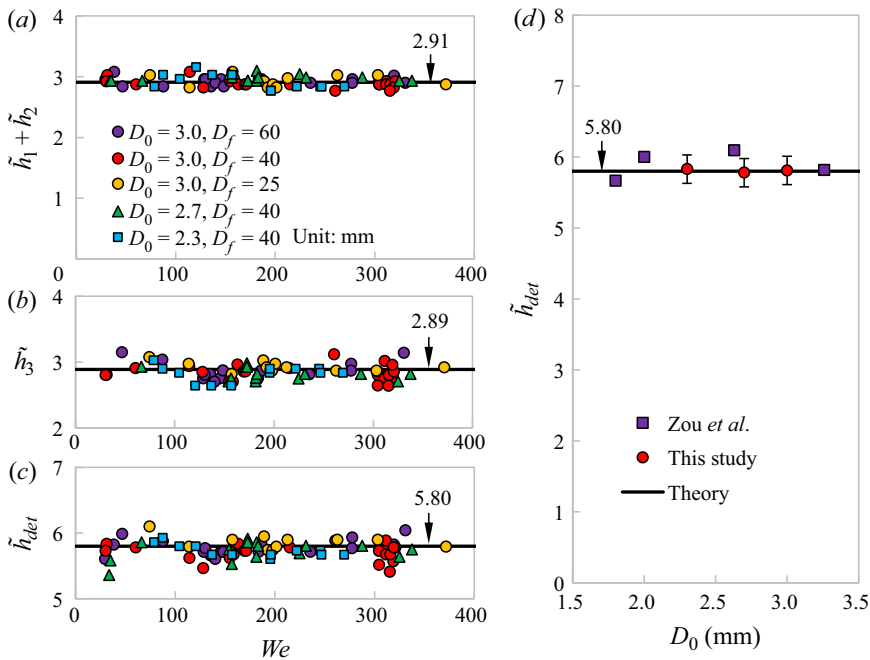 (a)
4
3
2
1
0
h̃1 + h̃2
2.91
D0 = 3.0, Df = 60
D0 = 3.0, Df = 40
D0 = 3.0, Df = 25
D0 = 2.7, Df = 40
D0 = 2.3, Df = 40 Unit: mm
0 100 200 300 400
(b)
4
3
2
h̃3
2.89
0 100 200 300 400
(c)
7
6
5
h̃det
5.80
0 100 200 300 400
We
(d)
8
7
6
5
4
3
2
1
0
h̃det
5.80
Zou et al.
This study
Theory
1.5 2.0 2.5 3.0 3.5
D0 (mm)